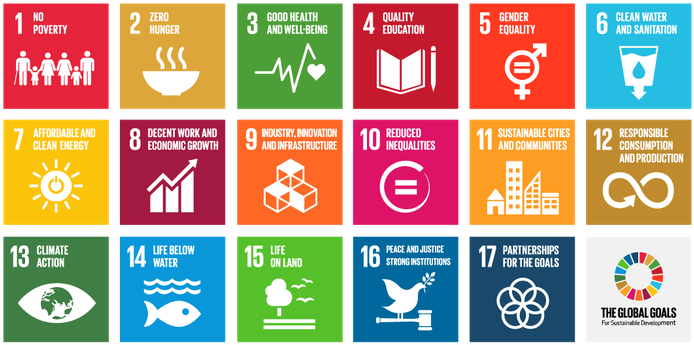 1 NO
POVERTY
2 ZERO
HUNGER
3 GOOD HEALTH
AND WELL-BEING
4 QUALITY
EDUCATION
5 GENDER
EQUALITY
6 CLEAN WATER
AND SANITATION
7 AFFORDABLE AND
CLEAN ENERGY
8 DECENT WORK AND
ECONOMIC GROWTH
9 INDUSTRY, INNOVATION
AND INFRASTRUCTURE
10 REDUCED
INEQUALITIES
11 SUSTAINABLE CITIES
AND COMMUNITIES
12 RESPONSIBLE
CONSUMPTION
AND PRODUCTION
13 CLIMATE
ACTION
14 LIFE BELOW
WATER
15 LIFE
ON LAND
16 PEACE AND JUSTICE
STRONG INSTITUTIONS
17 PARTNERSHIPS
FOR THE GOALS
THE GLOBAL GOALS
For Sustainable Development